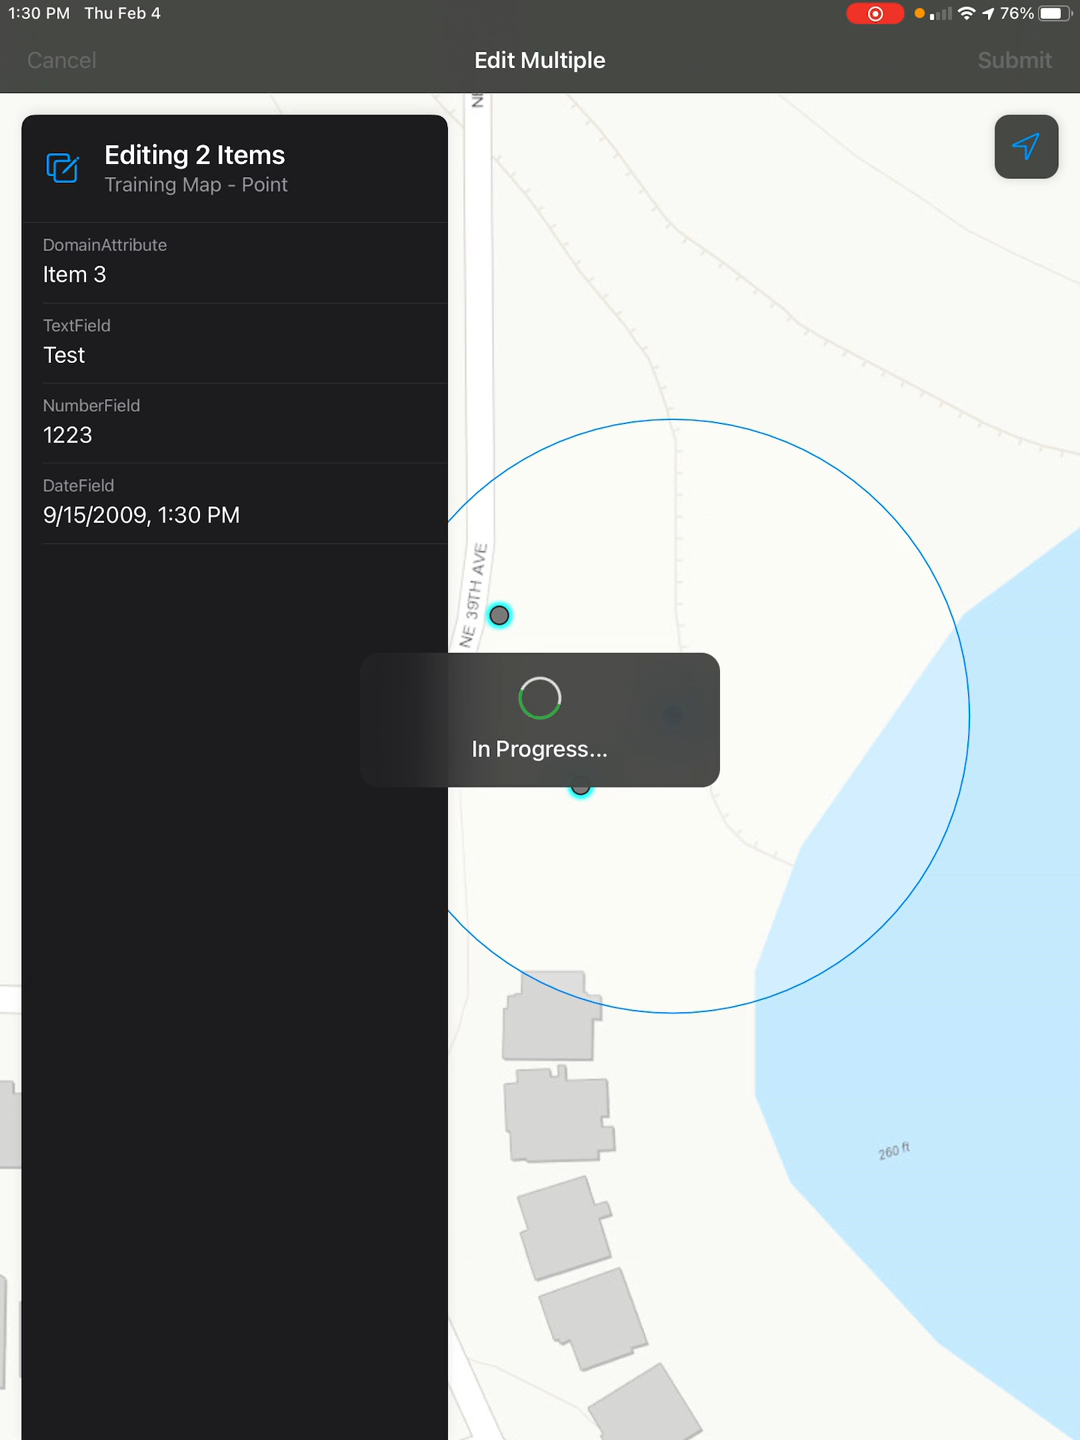 1:30 PM Thu Feb 4
76%
Cancel
Edit Multiple
Submit
Editing 2 Items
Training Map - Point
DomainAttribute
Item 3
TextField
Test
NumberField
1223
DateField
9/15/2009, 1:30 PM
NE 39TH AVE
In Progress...
260 ft